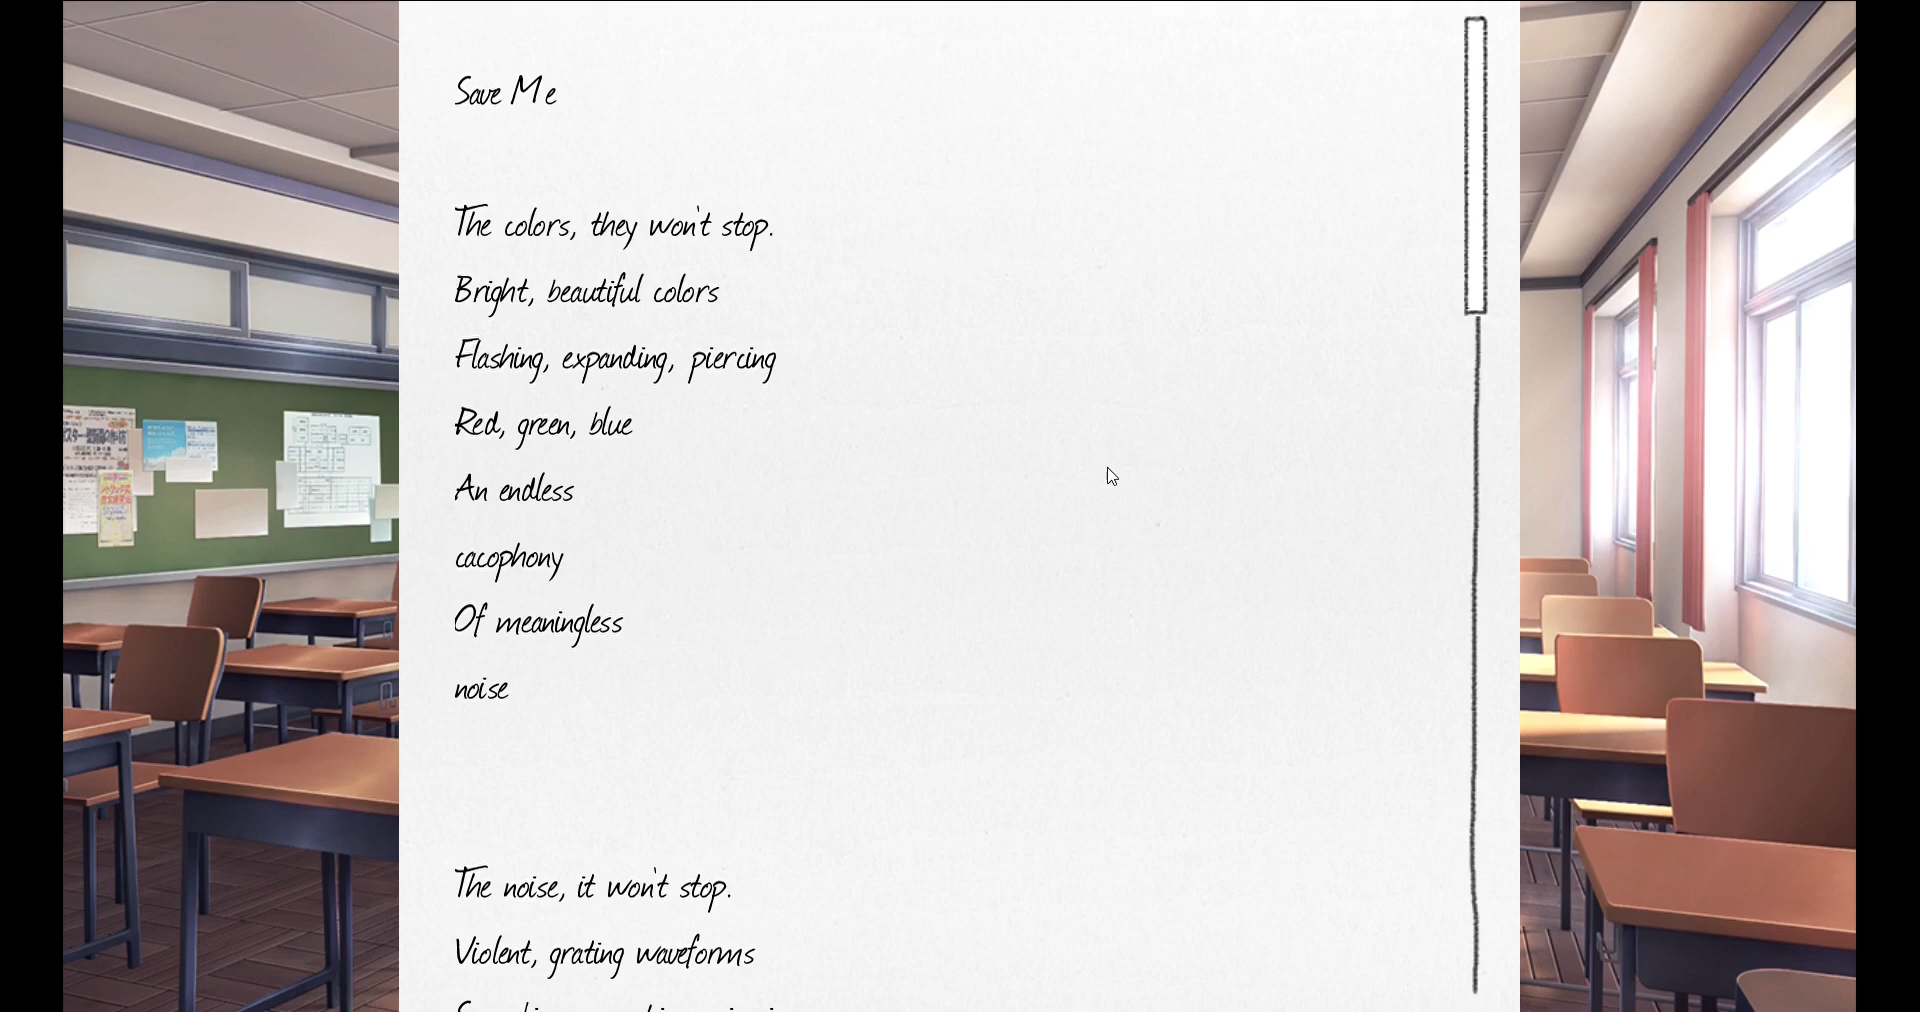 Save Me
The colors, they won't stop.
Bright, beautiful colors
Flashing, expanding, piercing
Red, green, blue
An endless
cacophony
Of meaningless
noise
The noise, it won't stop.
Violent, grating waveforms